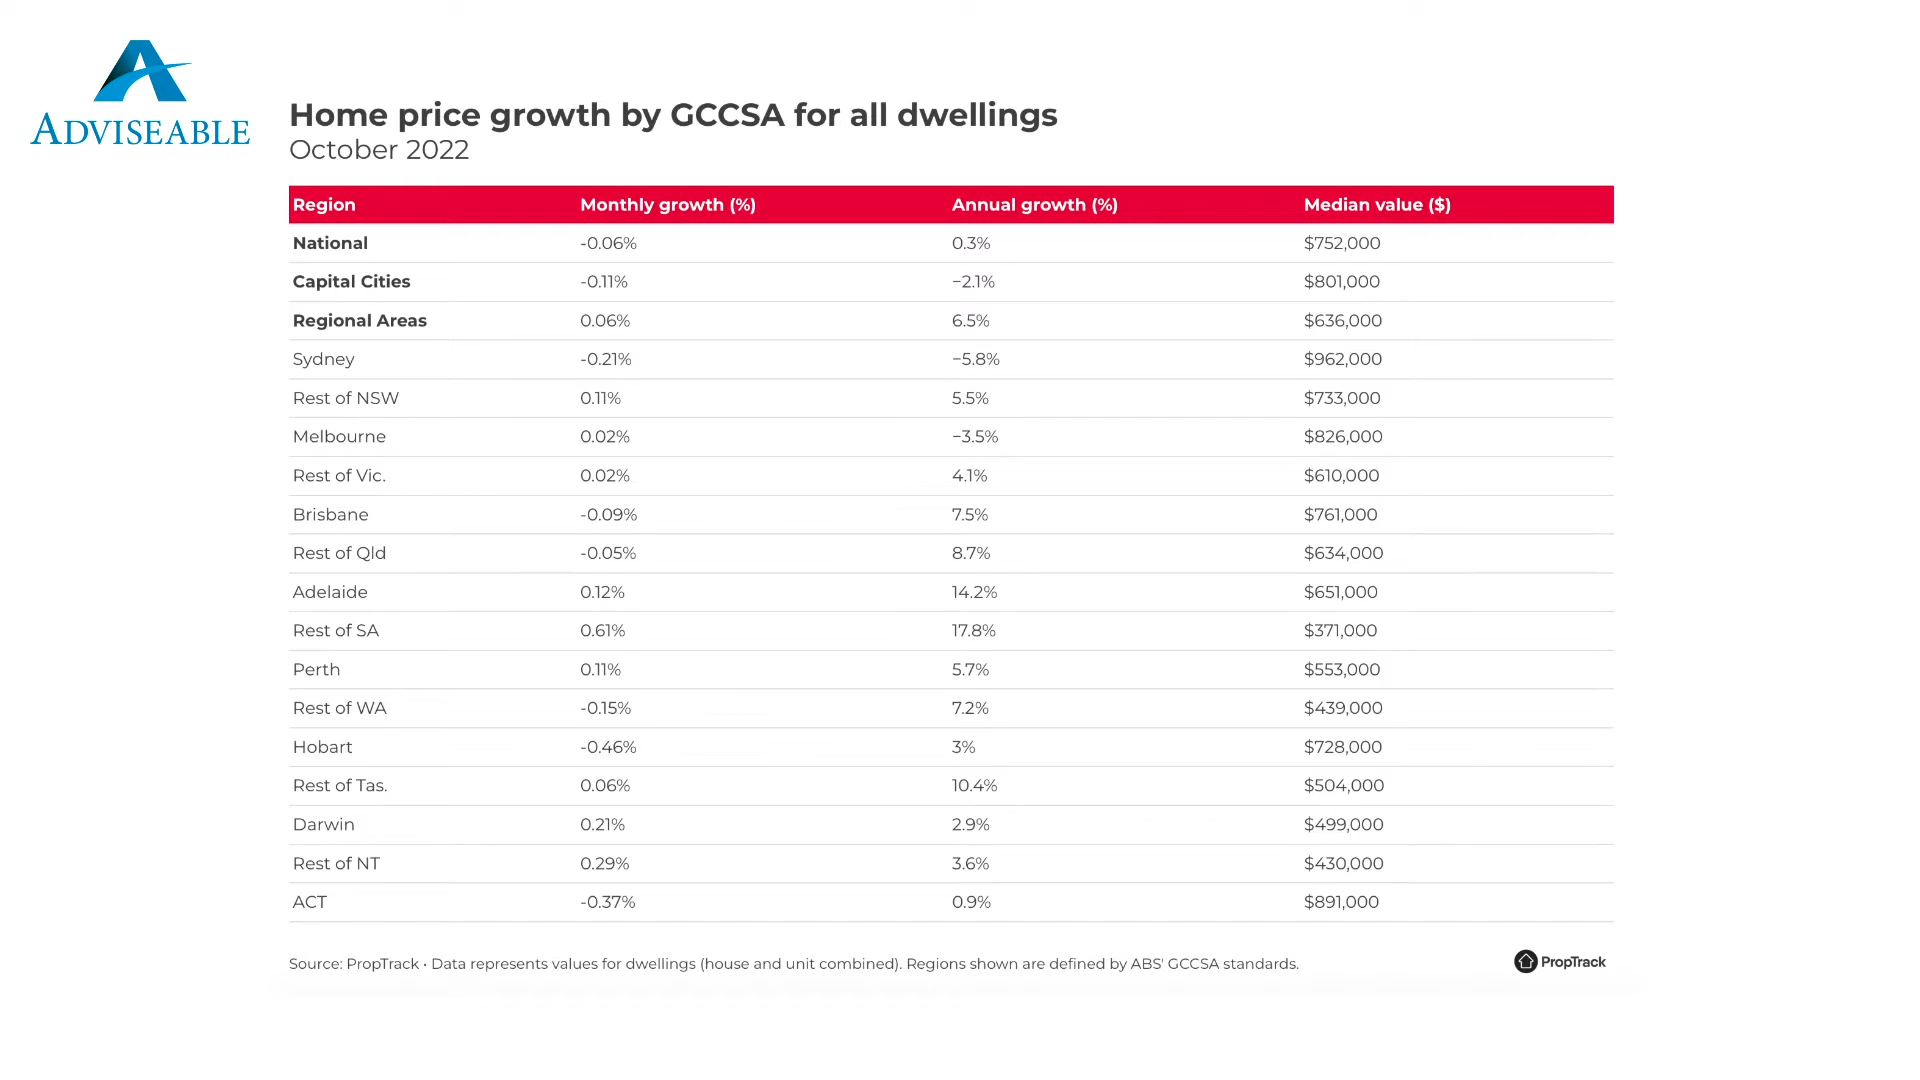 ADVISEABLE
Home price growth by GCCSA for all dwellings
October 2022
Region Monthly growth (%) Annual growth (%) Median value ($)
National -0.06% 0.3% $752,000
Capital Cities -0.11% −2.1% $801,000
Regional Areas 0.06% 6.5% $636,000
Sydney -0.21% −5.8% $962,000
Rest of NSW 0.11% 5.5% $733,000
Melbourne 0.02% −3.5% $826,000
Rest of Vic. 0.02% 4.1% $610,000
Brisbane -0.09% 7.5% $761,000
Rest of Qld -0.05% 8.7% $634,000
Adelaide 0.12% 14.2% $651,000
Rest of SA 0.61% 17.8% $371,000
Perth 0.11% 5.7% $553,000
Rest of WA -0.15% 7.2% $439,000
Hobart -0.46% 3% $728,000
Rest of Tas. 0.06% 10.4% $504,000
Darwin 0.21% 2.9% $499,000
Rest of NT 0.29% 3.6% $430,000
ACT -0.37% 0.9% $891,000
Source: PropTrack • Data represents values for dwellings (house and unit combined). Regions shown are defined by ABS' GCCSA standards.
PropTrack